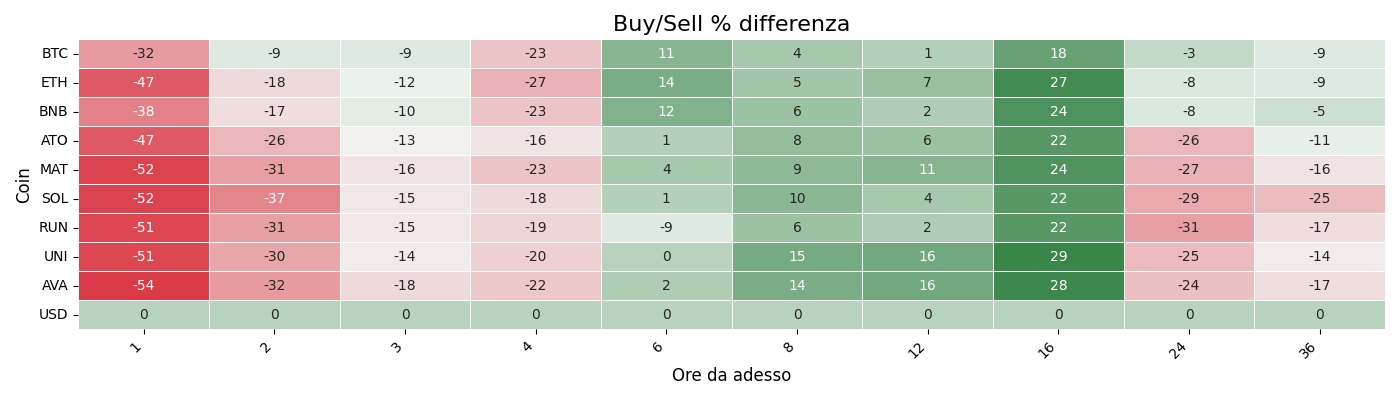 Buy/Sell % differenza
Coin
BTC -32 -9 -9 -23 11 4 1 18 -3 -9
ETH -47 -18 -12 -27 14 5 7 27 -8 -9
BNB -38 -17 -10 -23 12 6 2 24 -8 -5
ATO -47 -26 -13 -16 1 8 6 22 -26 -11
MAT -52 -31 -16 -23 4 9 11 24 -27 -16
SOL -52 -37 -15 -18 1 10 4 22 -29 -25
RUN -51 -31 -15 -19 -9 6 2 22 -31 -17
UNI -51 -30 -14 -20 0 15 16 29 -25 -14
AVA -54 -32 -18 -22 2 14 16 28 -24 -17
USD 0 0 0 0 0 0 0 0 0 0
1 2 3 4 6 8 12 16 24 36
Ore da adesso